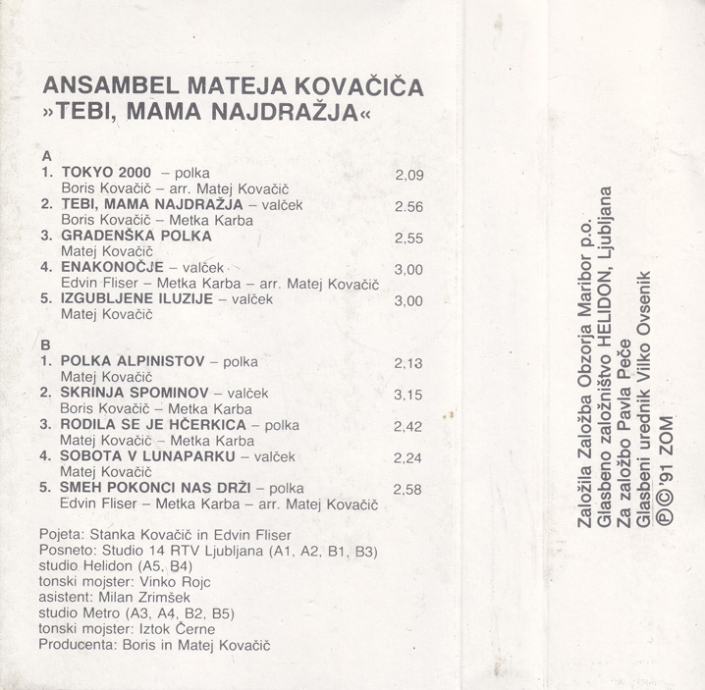 ANSAMBEL MATEJA KOVAČIČA
»TEBI, MAMA NAJDRAŽJA«
A
1. TOKYO 2000 – polka 2,09
Boris Kovačič – arr. Matej Kovačič
2. TEBI, MAMA NAJDRAŽJA – valček 2.56
Boris Kovačič – Metka Karba
3. GRADENŠKA POLKA 2,55
Matej Kovačič
4. ENAKONOČJE – valček 3,00
Edvin Fliser – Metka Karba – arr. Matej Kovačič
5. IZGUBLJENE ILUZIJE – valček 3,00
Matej Kovačič
B
1. POLKA ALPINISTOV – polka 2,13
Matej Kovačič
2. SKRINJA SPOMINOV – valček 3,15
Boris Kovačič – Metka Karba
3. RODILA SE JE HČERKICA – polka 2,42
Matej Kovačič – Metka Karba
4. SOBOTA V LUNAPARKU – valček 2,24
Matej Kovačič
5. SMEH POKONCI NAS DRŽI – polka 2,58
Edvin Fliser – Metka Karba – arr. Matej Kovačič
Pojeta: Stanka Kovačič in Edvin Fliser
Posneto: Studio 14 RTV Ljubljana (A1, A2, B1, B3)
studio Helidon (A5, B4)
tonski mojster: Vinko Rojc
asistent: Milan Zrimšek
studio Metro (A3, A4, B2, B5)
tonski mojster: Iztok Černe
Producenta: Boris in Matej Kovačič
Založila Založba Obzorja Maribor p.o.
Glasbeno založništvo HELIDON, Ljubljana
Za založbo Pavla Peče
Glasbeni urednik Vilko Ovsenik
℗© '91 ZOM